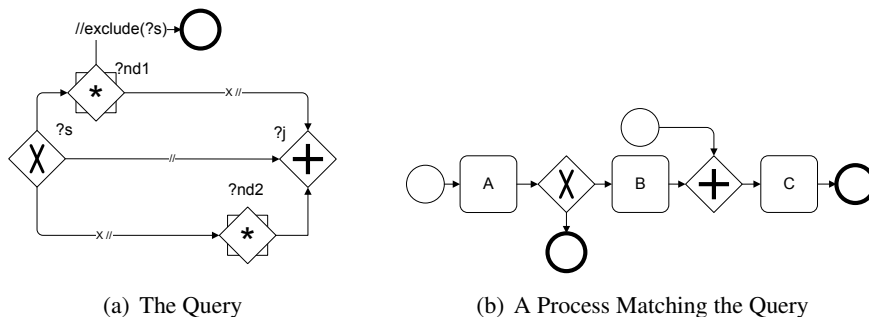 //exclude(?s)
?nd1
*
X //
?s
?j
X
+
//
?nd2
X //
*
A
X
B
+
C
(a) The Query
(b) A Process Matching the Query